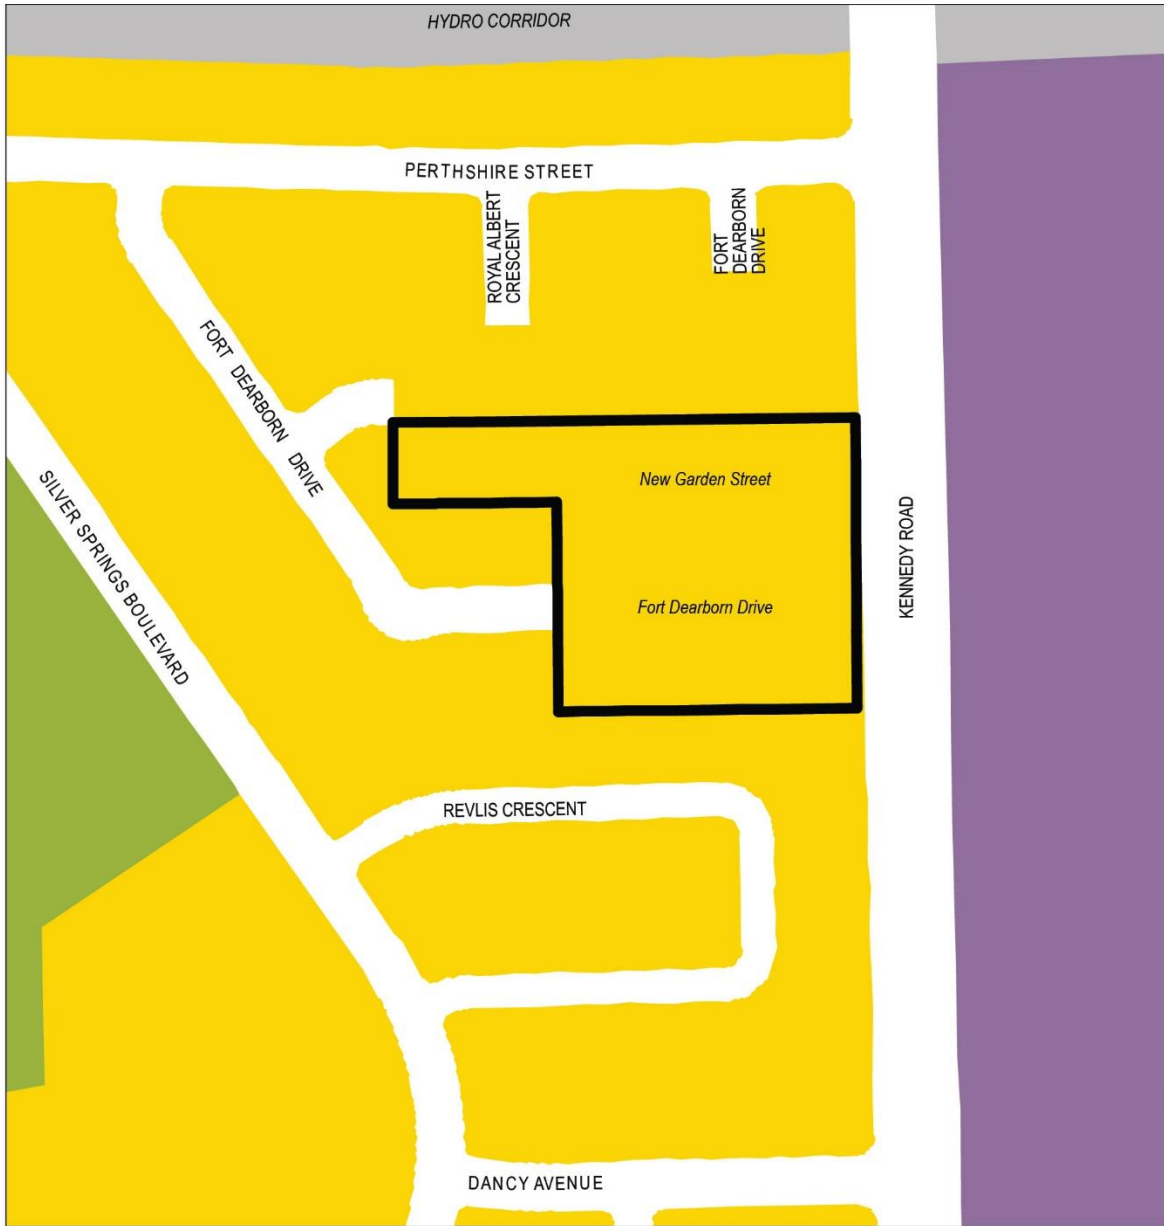 HYDRO CORRIDOR
PERTHSHIRE STREET
ROYAL ALBERT
CRESCENT
FORT
DEARBORN
DRIVE
FORT DEARBORN DRIVE
New Garden Street
SILVER SPRINGS BOULEVARD
KENNEDY ROAD
Fort Dearborn Drive
REVLIS CRESCENT
DANCY AVENUE